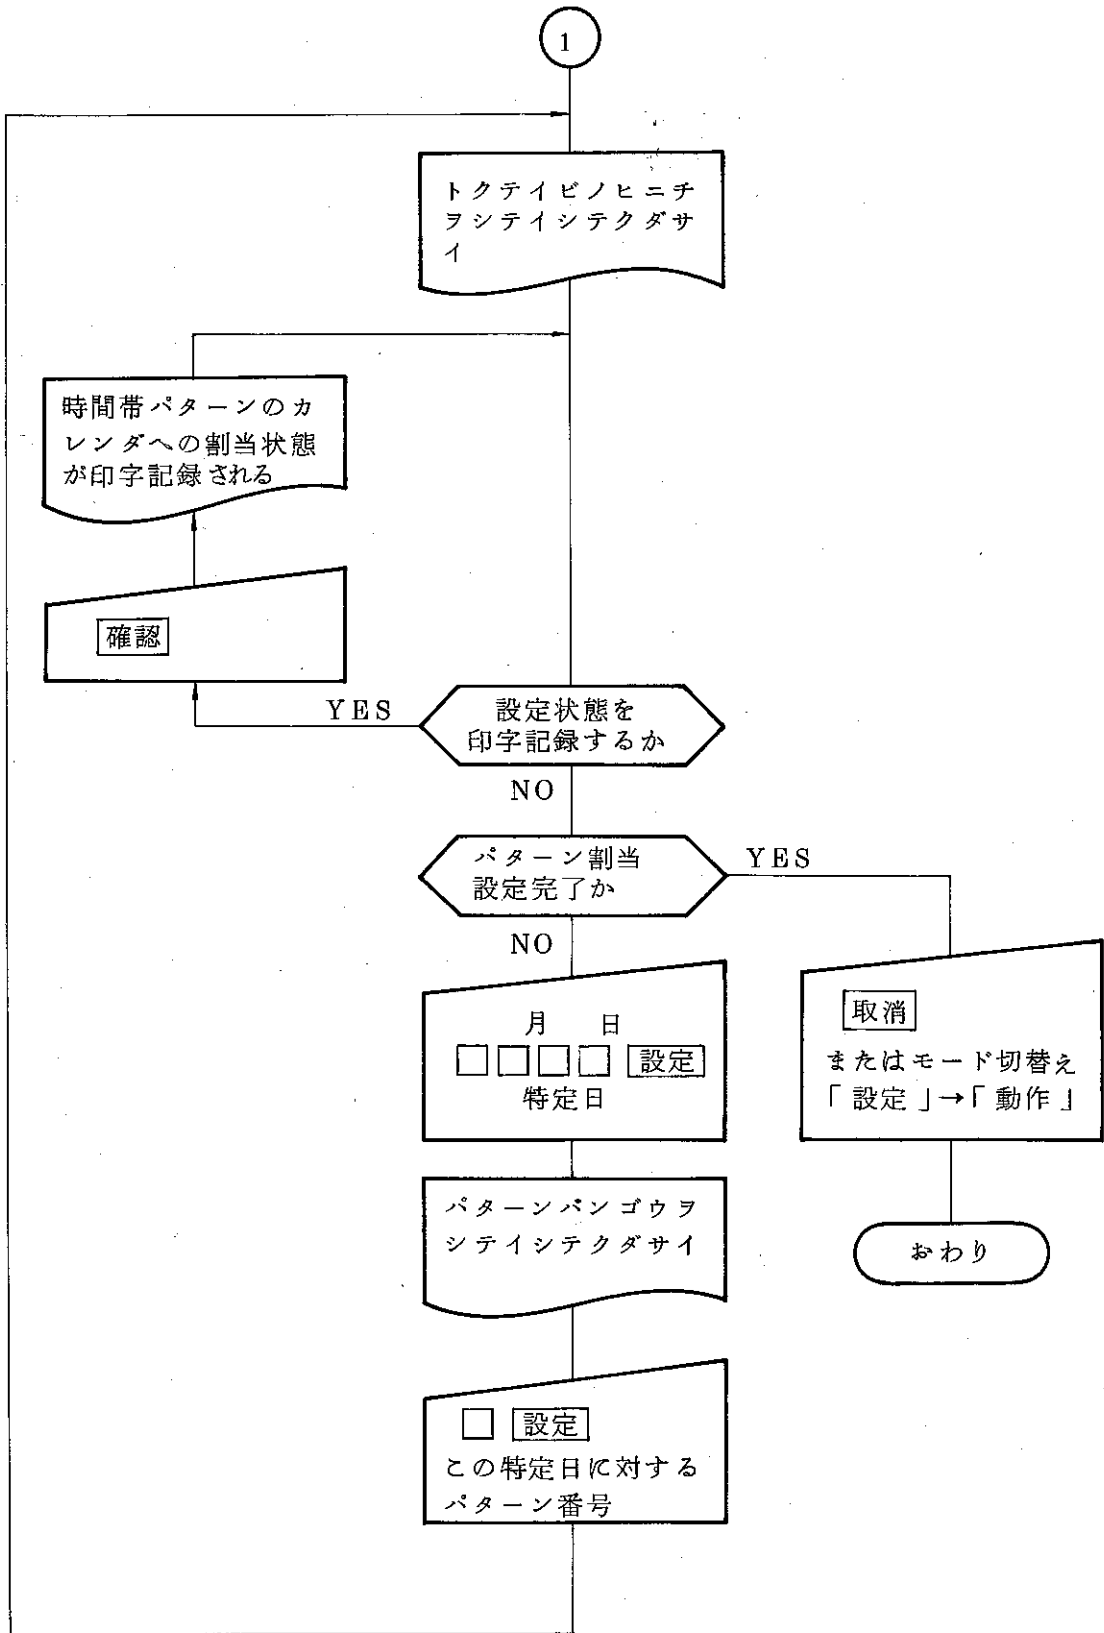 1
トクテイビノヒニチ
ヲシテイシテクダサ
イ
時間帯パターンのカ
レンダへの割当状態
が印字記録される
確認
YES
設定状態を
印字記録するか
NO
パターン割当
設定完了か
YES
NO
月 日
設定
特定日
取消
またはモード切替え
「設定」→「動作」
パターンバンゴウヲ
シテイシテクダサイ
おわり
設定
この特定日に対する
パターン番号